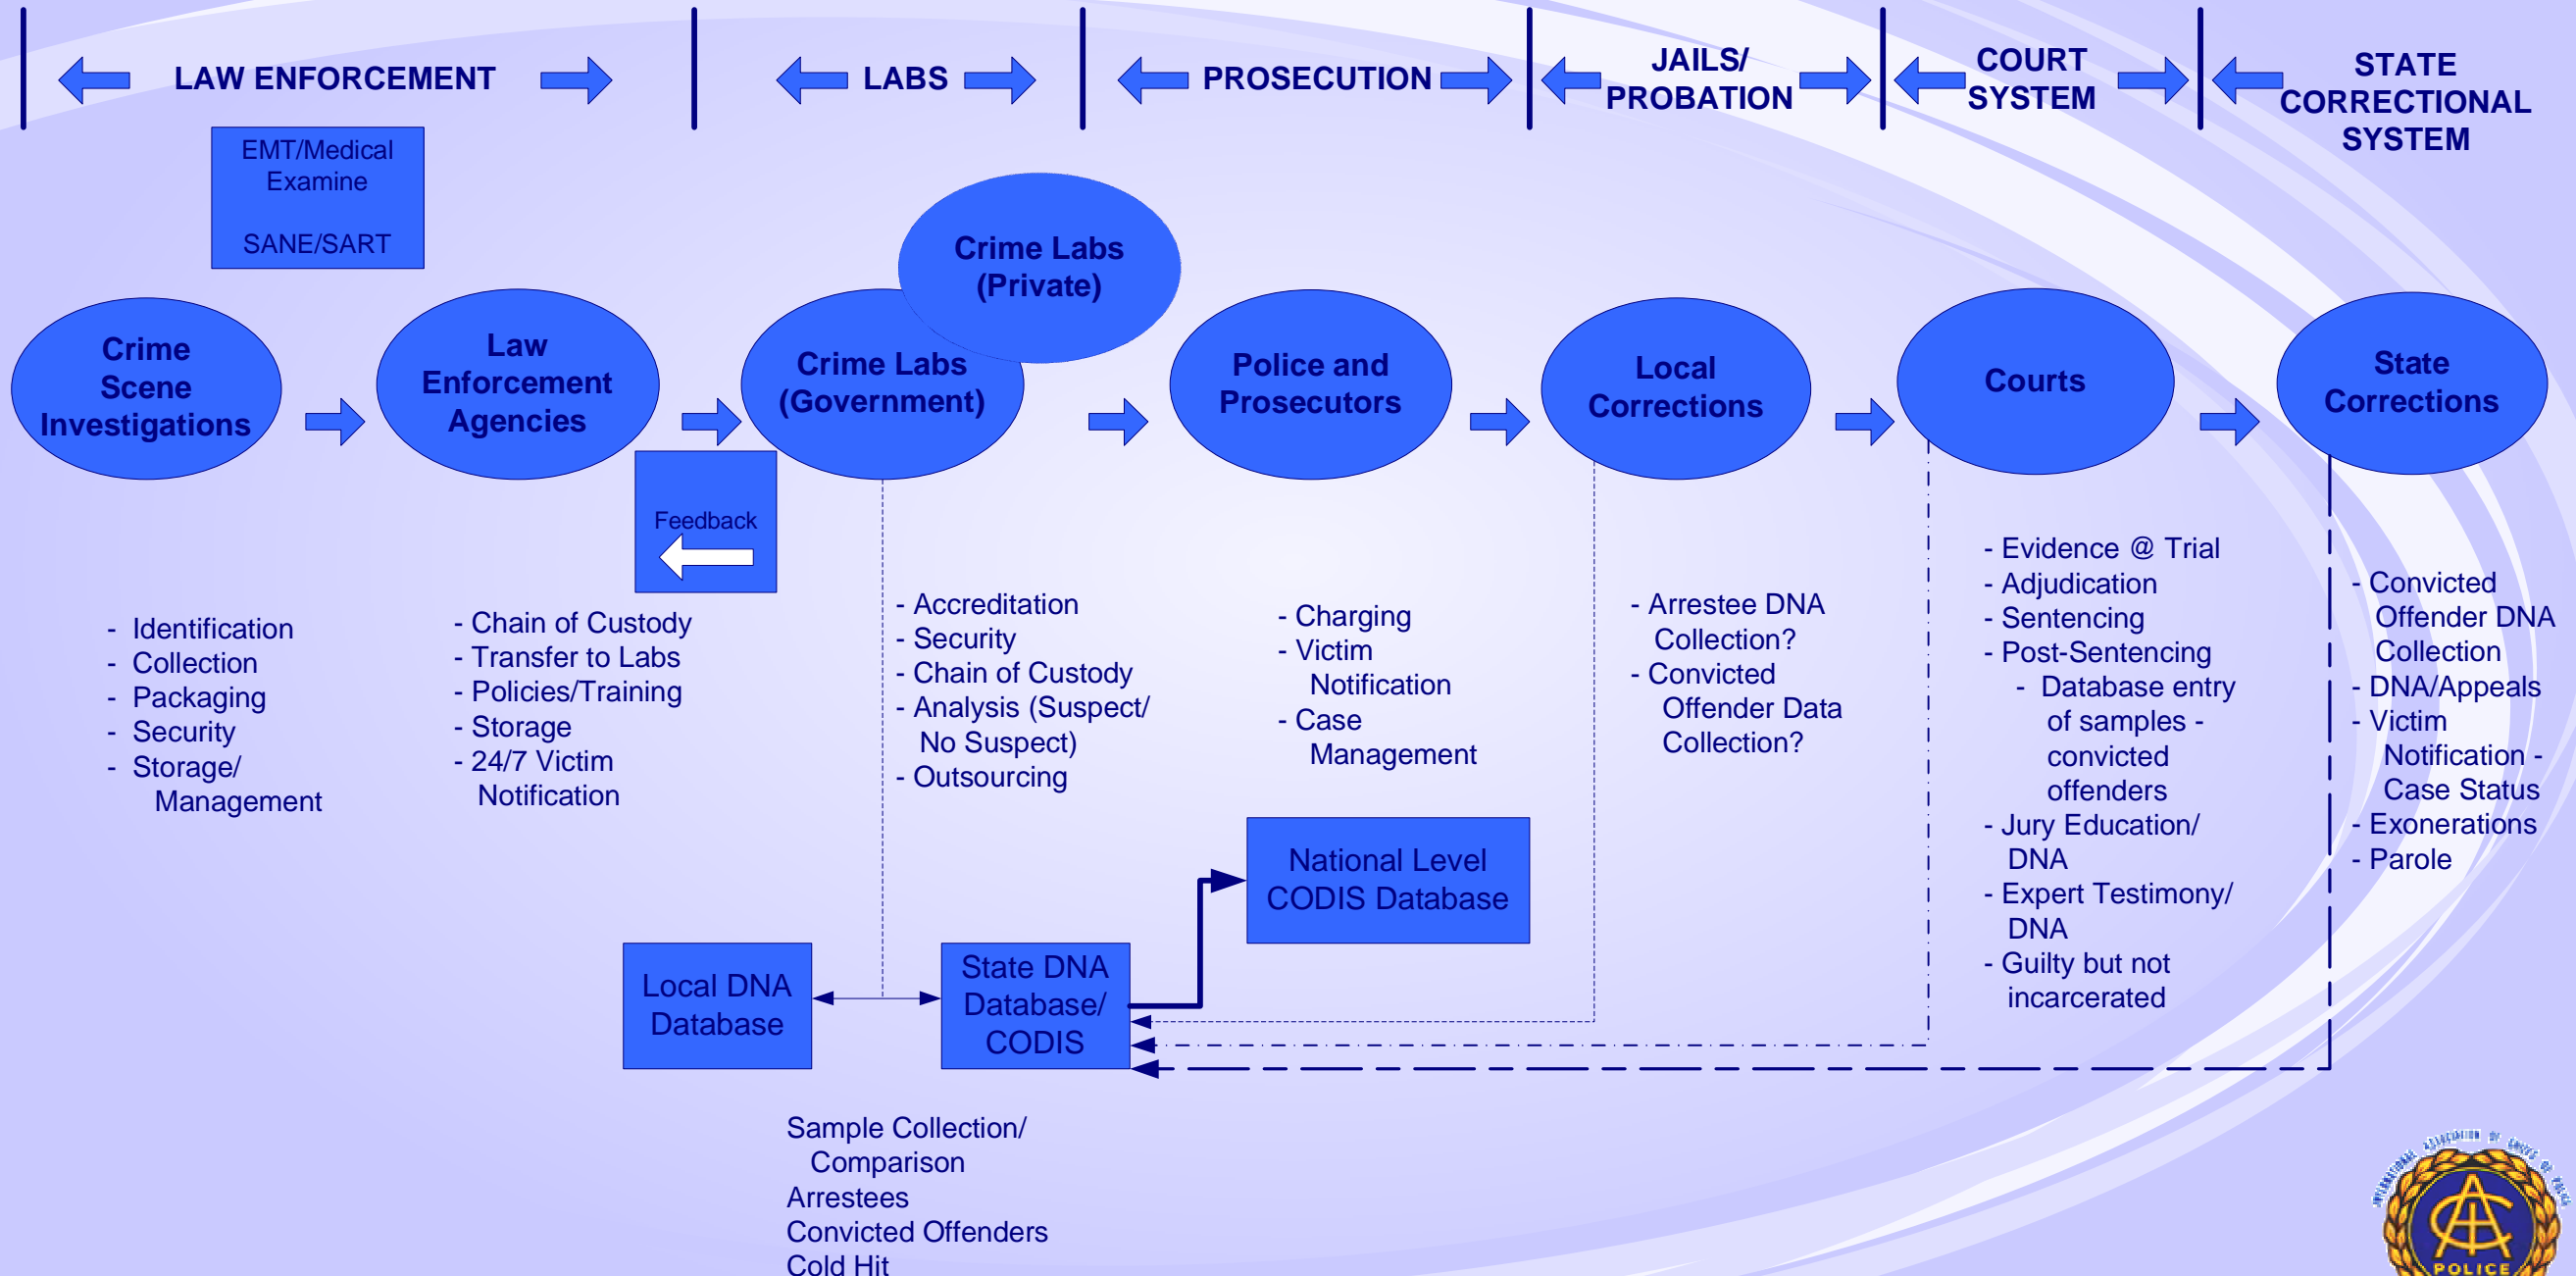 LAW ENFORCEMENT
LABS
PROSECUTION
JAILS/
PROBATION
COURT
SYSTEM
STATE
CORRECTIONAL
SYSTEM
EMT/Medical
Examine
SANE/SART
Crime
Scene
Investigations
Law
Enforcement
Agencies
Crime Labs
(Government)
Crime Labs
(Private)
Police and
Prosecutors
Local
Corrections
Courts
State
Corrections
Feedback
- Identification
- Collection
- Packaging
- Security
- Storage/
Management
- Chain of Custody
- Transfer to Labs
- Policies/Training
- Storage
- 24/7 Victim
Notification
- Accreditation
- Security
- Chain of Custody
- Analysis (Suspect/
No Suspect)
- Outsourcing
- Charging
- Victim
Notification
- Case
Management
- Arrestee DNA
Collection?
- Convicted
Offender Data
Collection?
- Evidence @ Trial
- Adjudication
- Sentencing
- Post-Sentencing
- Database entry
of samples -
convicted
offenders
- Jury Education/
DNA
- Expert Testimony/
DNA
- Guilty but not
incarcerated
- Convicted
Offender DNA
Collection
- DNA/Appeals
- Victim
Notification -
Case Status
- Exonerations
- Parole
National Level
CODIS Database
Local DNA
Database
State DNA
Database/
CODIS
Sample Collection/
Comparison
Arrestees
Convicted Offenders
Cold Hit
INTERNATIONAL ASSOCIATION OF CHIEFS OF POLICE
POLICE